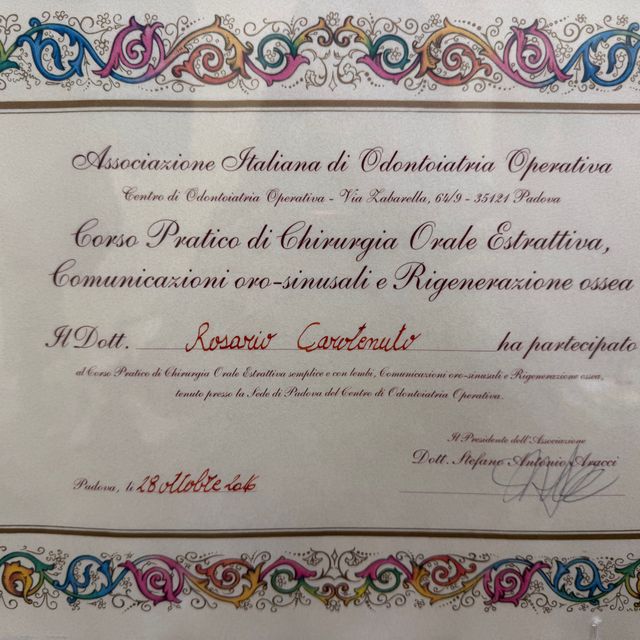 Associazione Italiana di Odontoiatria Operativa
Centro di Odontoiatria Operativa - Via Zabarella, 64/9 - 35121 Padova
Corso Pratico di Chirurgia Orale Estrattiva,
Comunicazioni oro-sinusali e Rigenerazione ossea
Il Dott. Rosario Carotenuto ha partecipato
al Corso Pratico di Chirurgia Orale Estrattiva semplice e con lembi, Comunicazioni oro-sinusali e Rigenerazione ossea,
tenuto presso la Sede di Padova del Centro di Odontoiatria Operativa.
Il Presidente dell'Associazione
Dott. Stefano Antonio Aracci
Padova, li 28 ottobre 2016